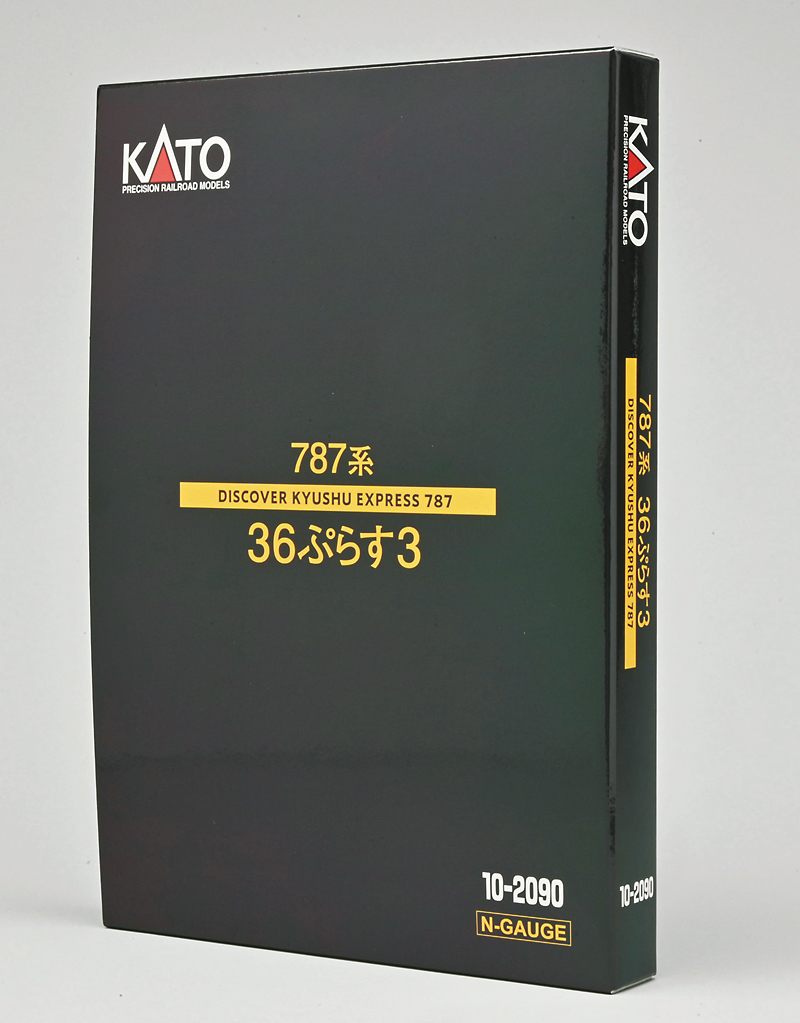 KATO
PRECISION RAILROAD MODELS
787系
DISCOVER KYUSHU EXPRESS 787
36ぷらす3
10-2090
N-GAUGE
KATO
PRECISION RAILROAD MODELS
787系 36ぷらす3
DISCOVER KYUSHU EXPRESS 787
10-2090